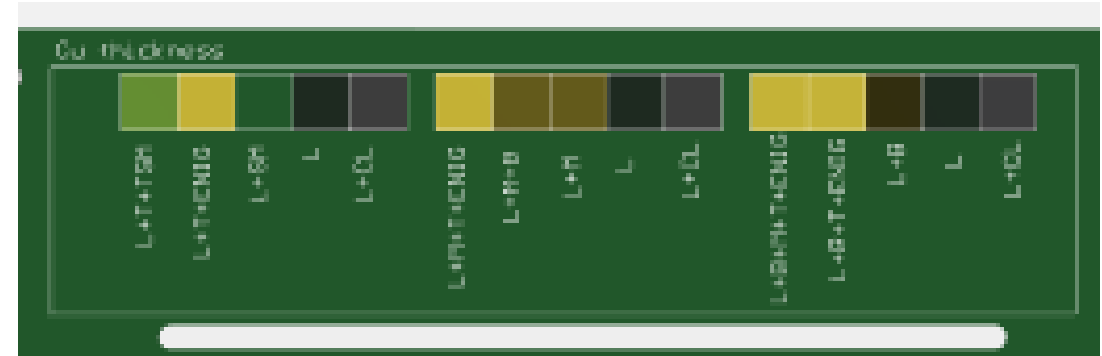 Cu thickness
L+T+TSM
L+T+ENIG
L+SM
L
L+CL
L+M+T+ENIG
L+M+B
L+M
L
L+CL
L+B+M+T+ENIG
L+B+T+ENIG
L+B
L
L+CL